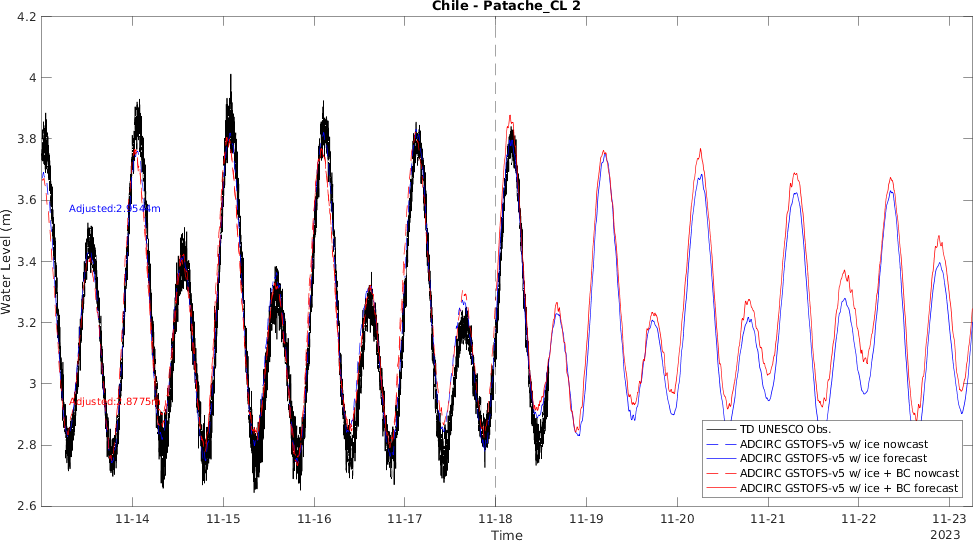 Chile - Patache_CL 2
4.2
4
3.8
3.6
3.4
3.2
3
2.8
2.6
Water Level (m)
Adjusted:2.9544m
11-14
11-15
11-16
11-17
11-18
11-19
11-20
11-21
11-22
11-23
Time
2023
TD UNESCO Obs.
ADCIRC GSTOFS-v5 w/ ice nowcast
ADCIRC GSTOFS-v5 w/ ice forecast
ADCIRC GSTOFS-v5 w/ ice + BC nowcast
ADCIRC GSTOFS-v5 w/ ice + BC forecast